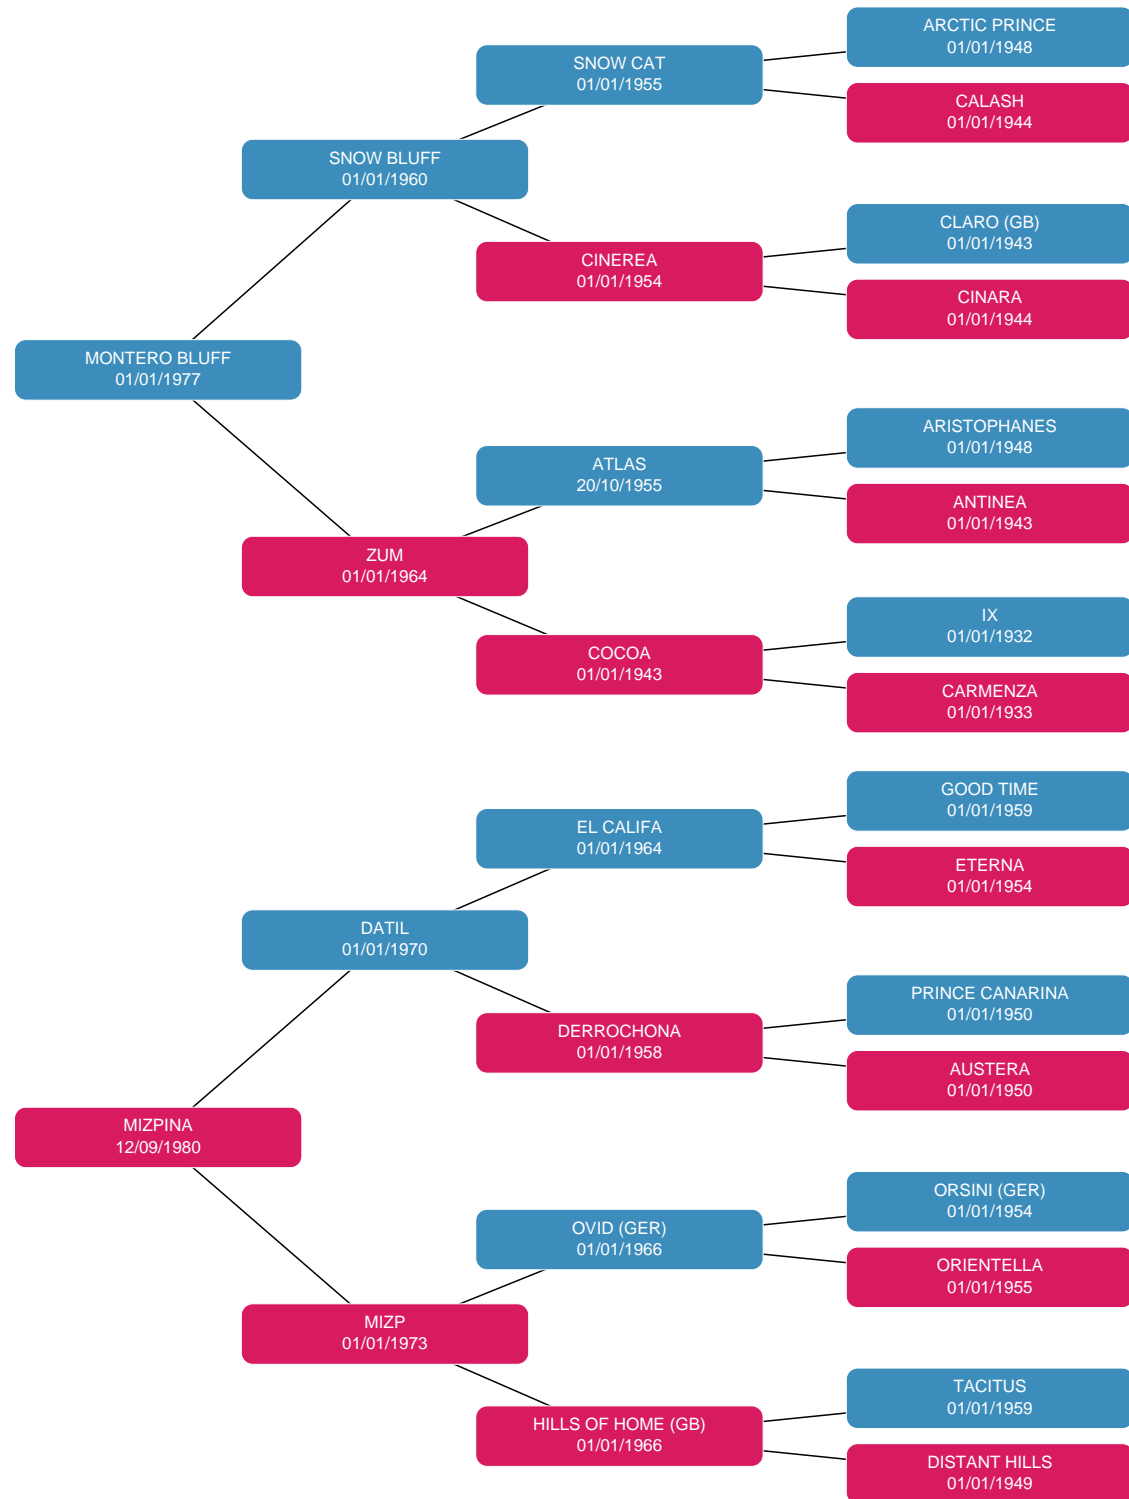 ARCTIC PRINCE
01/01/1948
SNOW CAT
01/01/1955
CALASH
01/01/1944
SNOW BLUFF
01/01/1960
CLARO (GB)
01/01/1943
CINEREA
01/01/1954
CINARA
01/01/1944
MONTERO BLUFF
01/01/1977
ARISTOPHANES
01/01/1948
ATLAS
20/10/1955
ANTINEA
01/01/1943
ZUM
01/01/1964
IX
01/01/1932
COCOA
01/01/1943
CARMENZA
01/01/1933
GOOD TIME
01/01/1959
EL CALIFA
01/01/1964
ETERNA
01/01/1954
DATIL
01/01/1970
PRINCE CANARINA
01/01/1950
DERROCHONA
01/01/1958
AUSTERA
01/01/1950
MIZPINA
12/09/1980
ORSINI (GER)
01/01/1954
OVID (GER)
01/01/1966
ORIENTELLA
01/01/1955
MIZP
01/01/1973
TACITUS
01/01/1959
HILLS OF HOME (GB)
01/01/1966
DISTANT HILLS
01/01/1949